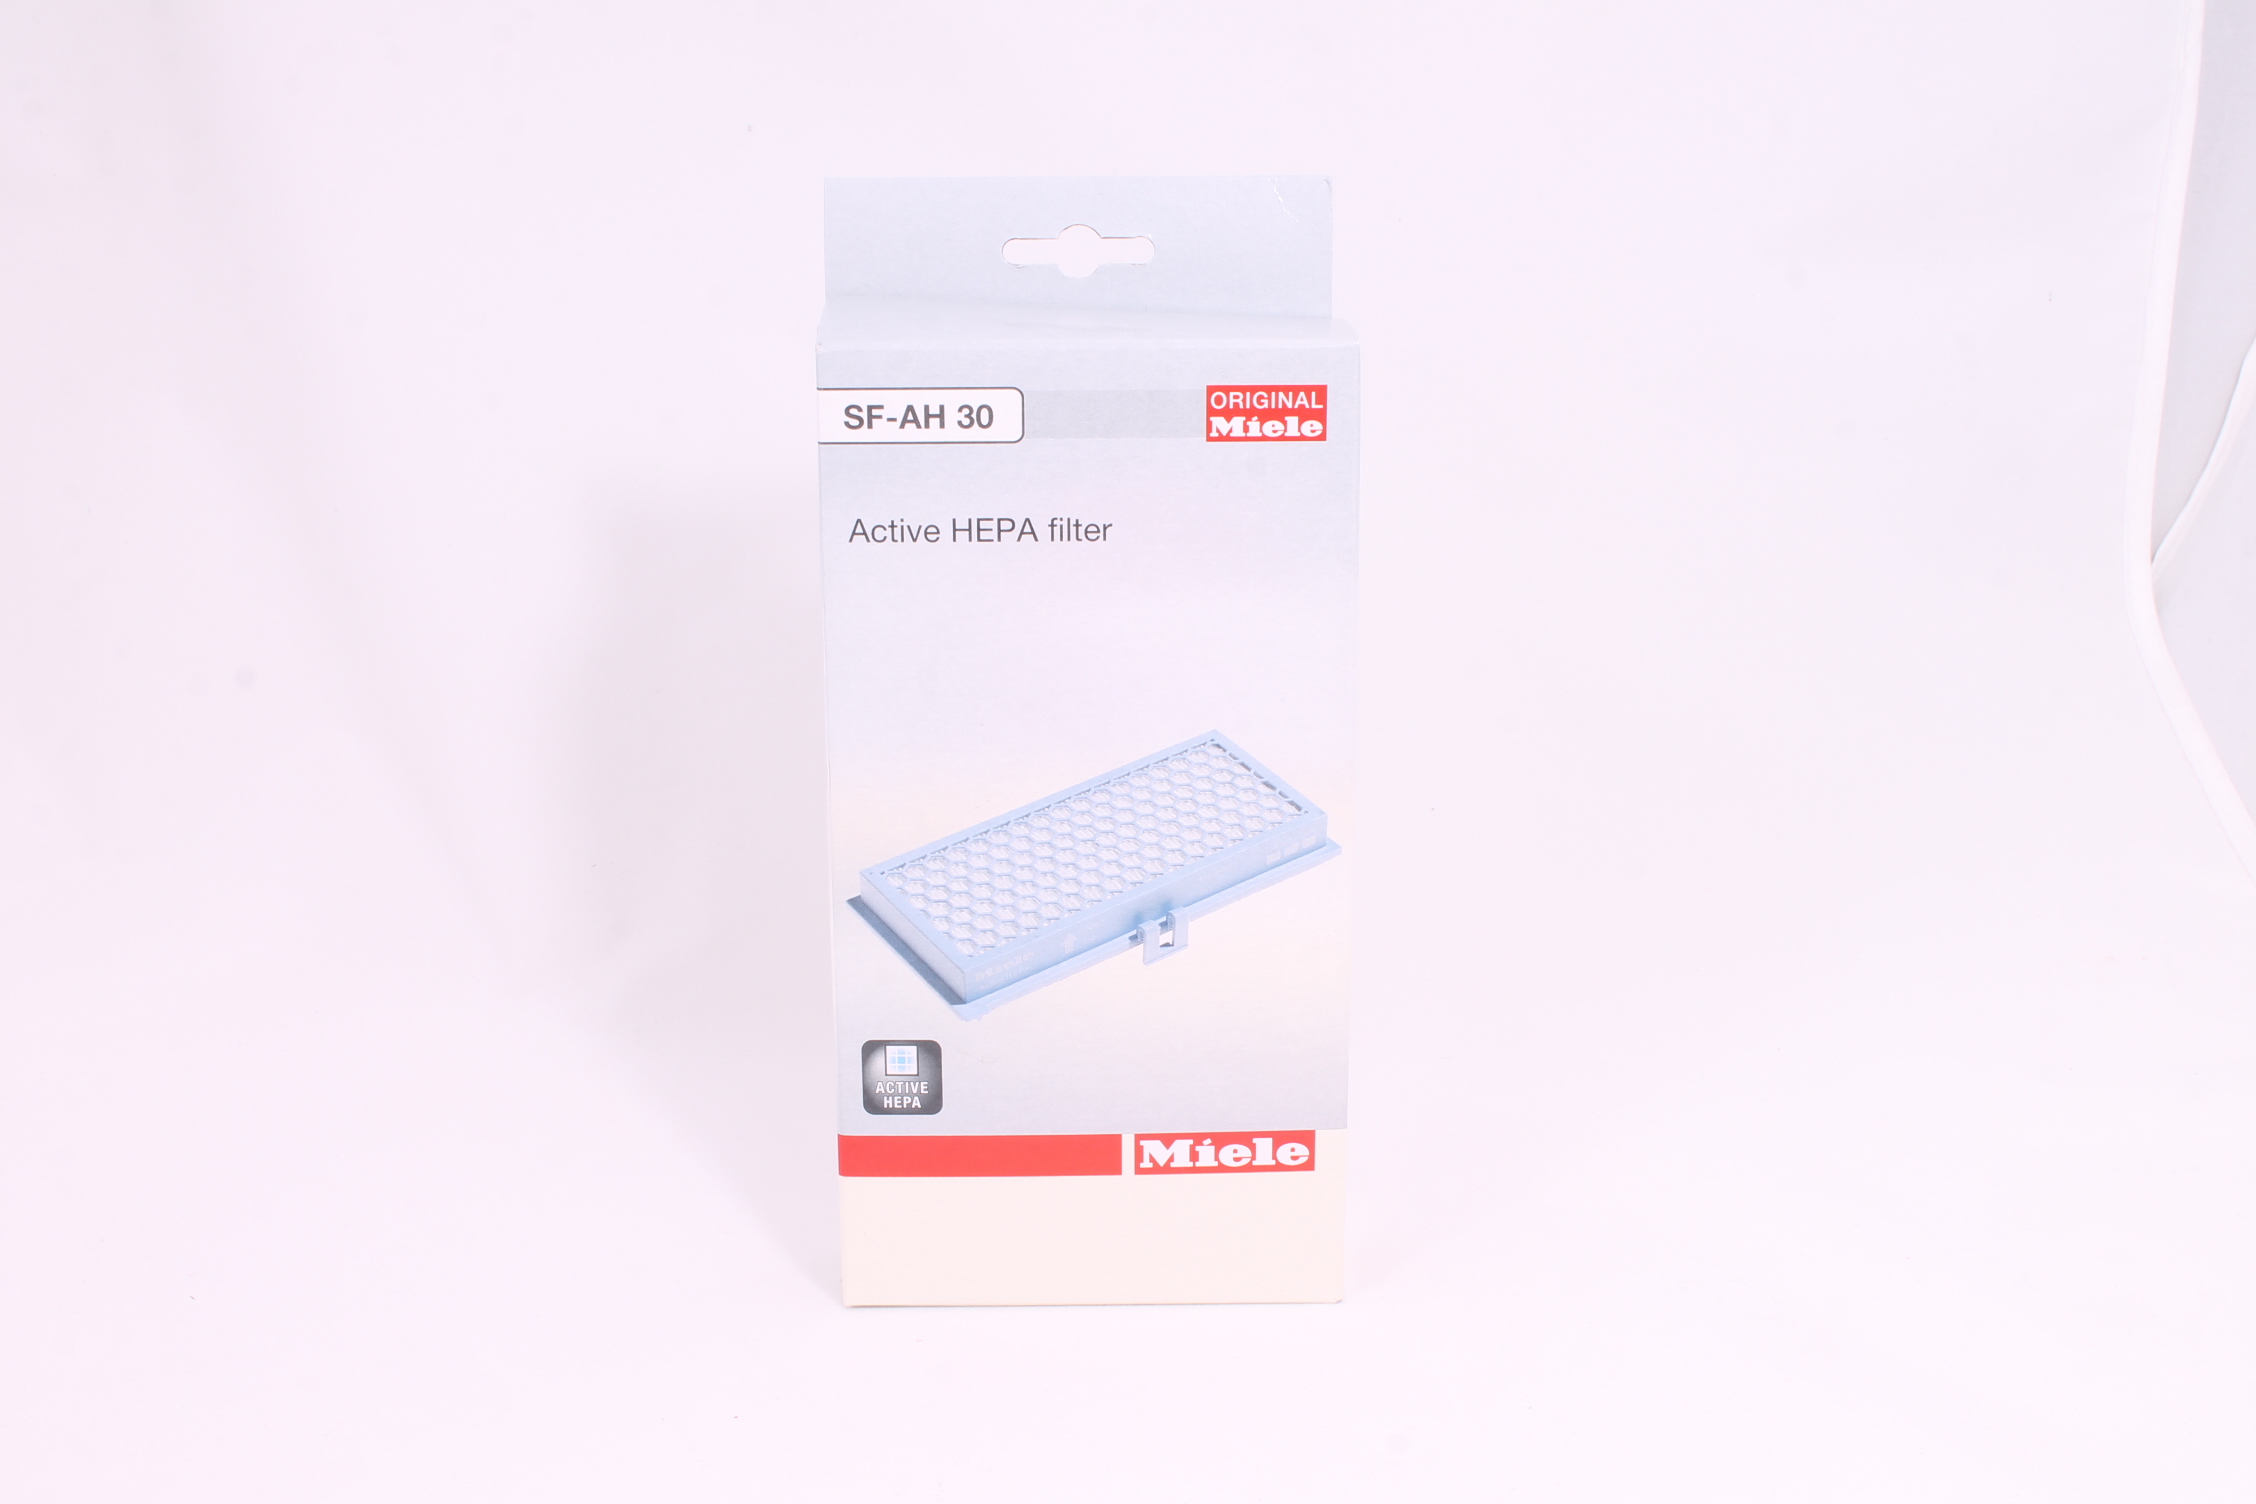 SF-AH 30
ORIGINAL
Miele
Active HEPA filter
ACTIVE
HEPA
Miele